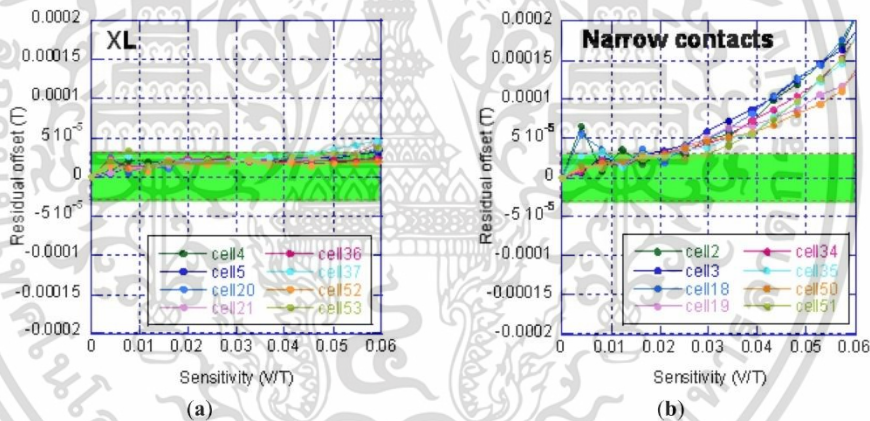 XL
Residual offset (T)
0.0002
0.00015
0.0001
5 10⁻⁵
0
-5 10⁻⁵
-0.0001
-0.00015
-0.0002
cell4
cell5
cell20
cell21
cell36
cell37
cell52
cell53
0 0.01 0.02 0.03 0.04 0.05 0.06
Sensitivity (V/T)
(a)
Narrow contacts
Residual offset (T)
0.0002
0.00015
0.0001
5 10⁻⁵
0
-5 10⁻⁵
-0.0001
-0.00015
-0.0002
cell2
cell3
cell18
cell19
cell34
cell35
cell50
cell51
0 0.01 0.02 0.03 0.04 0.05 0.06
Sensitivity (V/T)
(b)